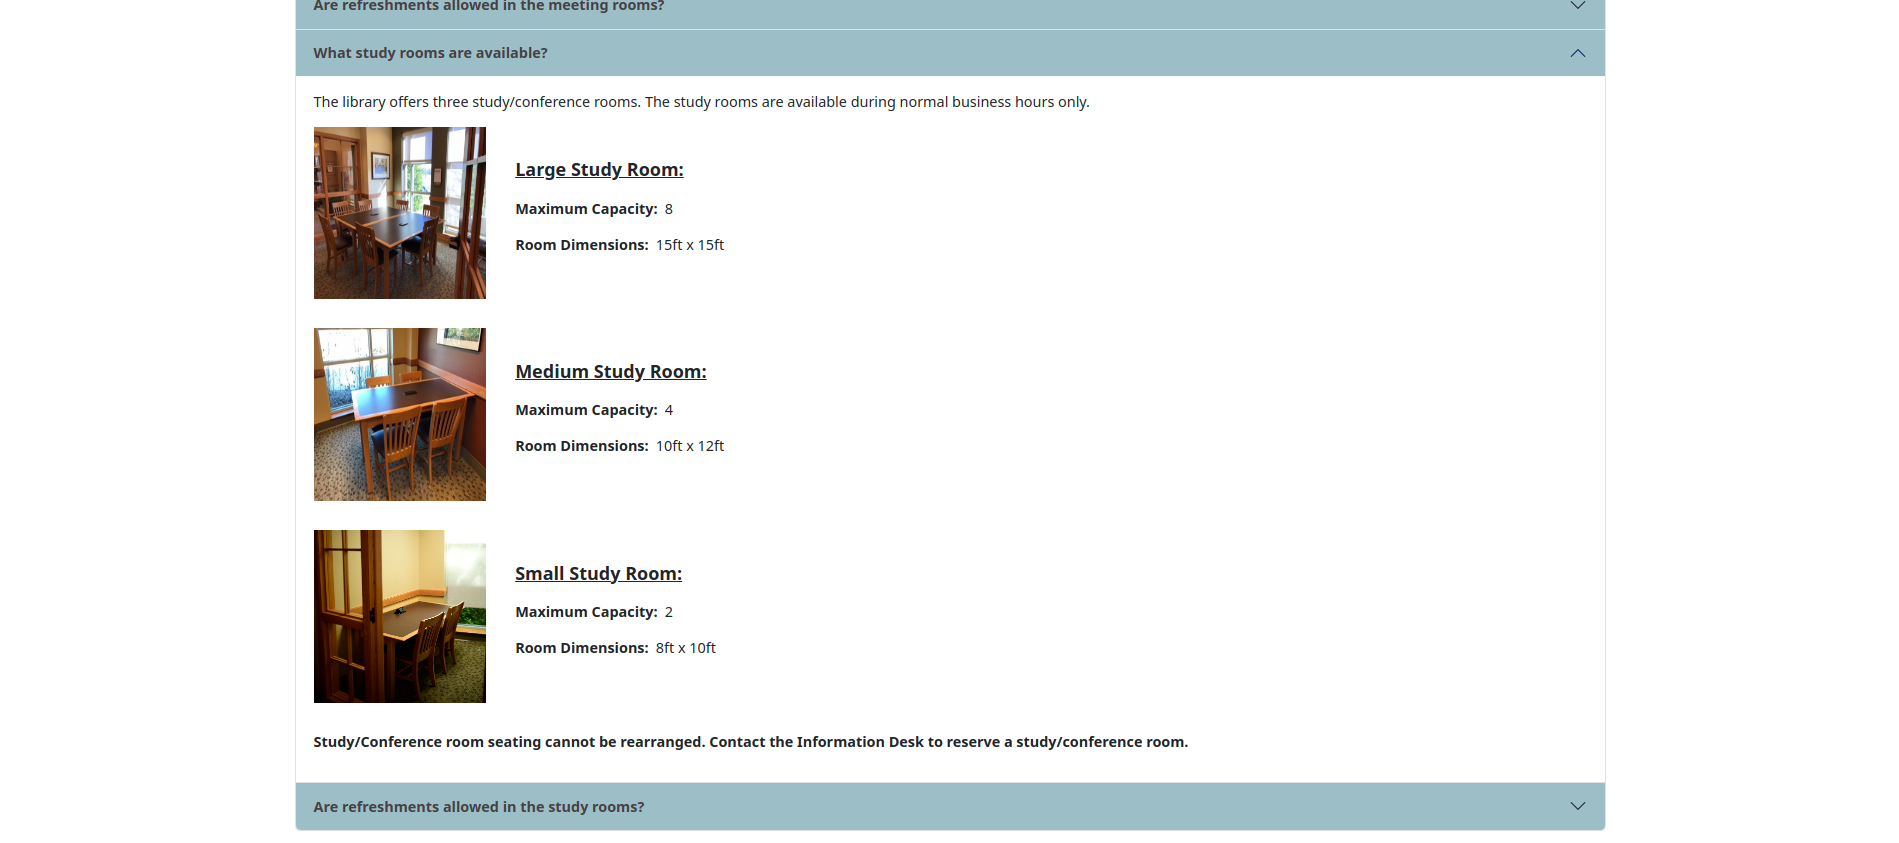 Are refreshments allowed in the meeting rooms?
What study rooms are available?
The library offers three study/conference rooms. The study rooms are available during normal business hours only.
Large Study Room:
Maximum Capacity: 8
Room Dimensions: 15ft x 15ft
Medium Study Room:
Maximum Capacity: 4
Room Dimensions: 10ft x 12ft
Small Study Room:
Maximum Capacity: 2
Room Dimensions: 8ft x 10ft
Study/Conference room seating cannot be rearranged. Contact the Information Desk to reserve a study/conference room.
Are refreshments allowed in the study rooms?